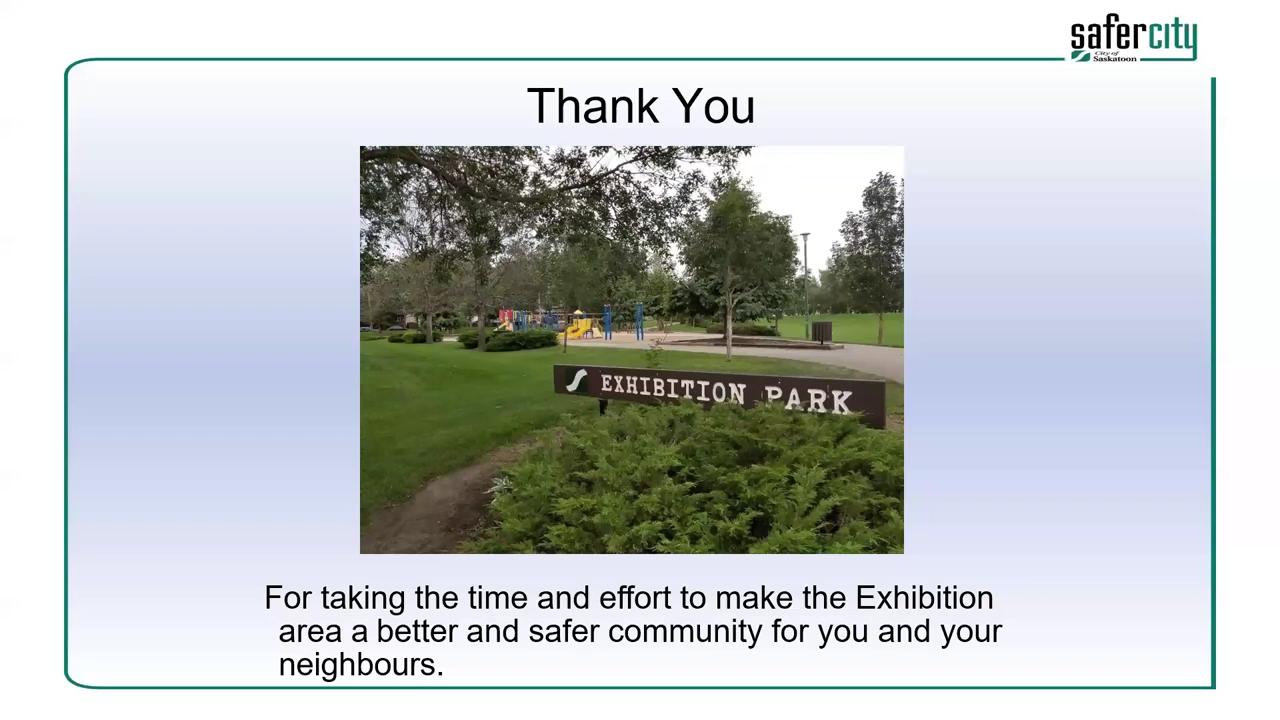 safercity
City of
Saskatoon
Thank You
EXHIBITION PARK
For taking the time and effort to make the Exhibition
area a better and safer community for you and your
neighbours.